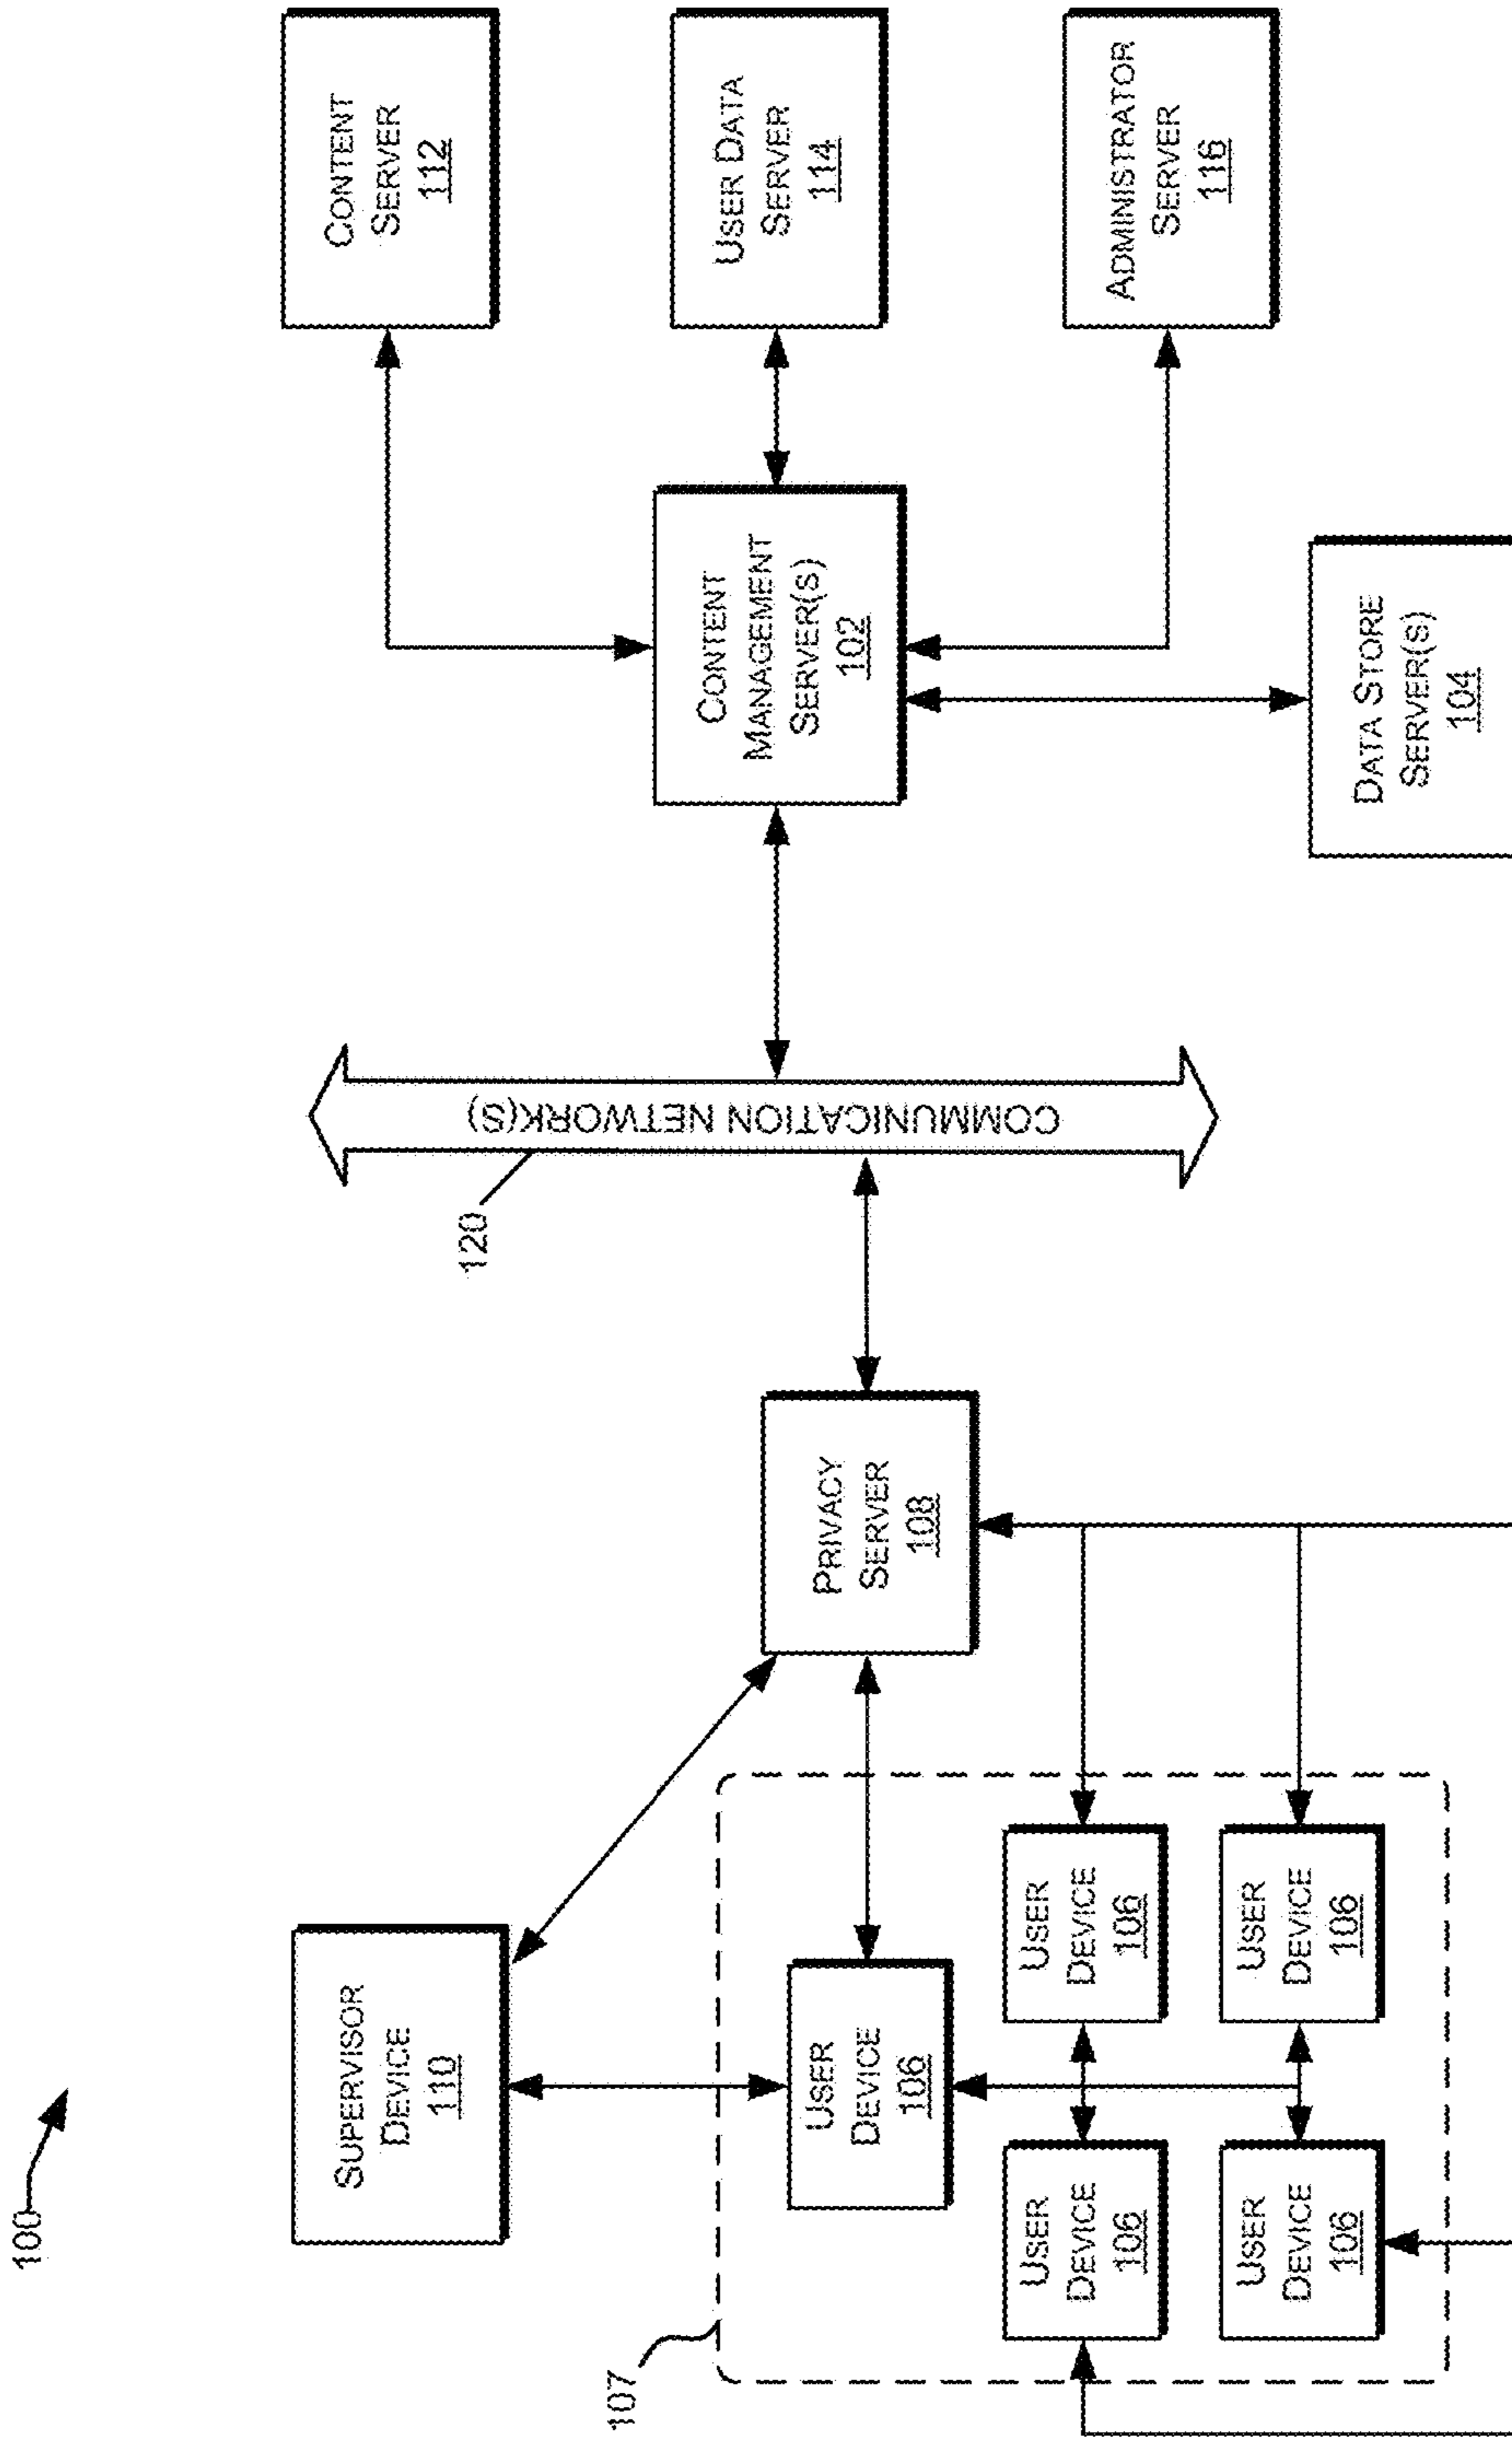 100
SUPERVISOR
DEVICE
110
120
CONTENT
SERVER
112
107
USER
DEVICE
106
PRIVACY
SERVER
108
COMMUNICATION NETWORK(S)
CONTENT
MANAGEMENT
SERVER(S)
102
USER DATA
SERVER
114
USER
DEVICE
106
USER
DEVICE
106
USER
DEVICE
106
USER
DEVICE
106
ADMINISTRATOR
SERVER
116
DATA STORE
SERVER(S)
104